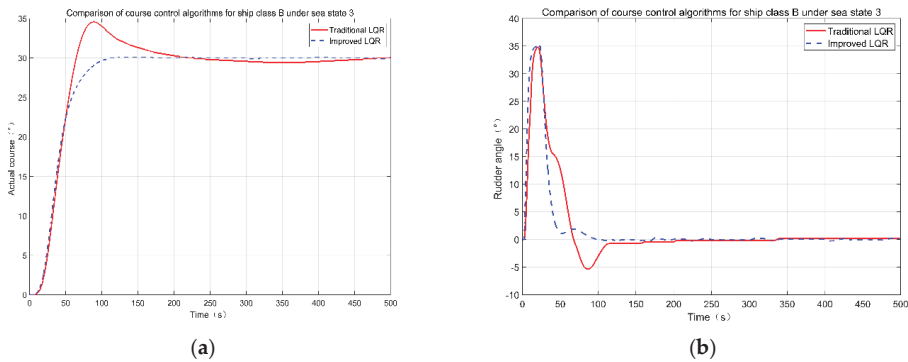 Comparison of course control algorithms for ship class B under sea state 3
Traditional LQR
Improved LQR
Actual course（°）
35
30
25
20
15
10
5
0
0 50 100 150 200 250 300 350 400 450 500
Time（s）
(a)
Comparison of course control algorithms for ship class B under sea state 3
Traditional LQR
Improved LQR
Rudder angle（°）
40
35
30
25
20
15
10
5
0
-5
-10
0 50 100 150 200 250 300 350 400 450 500
Time（s）
(b)